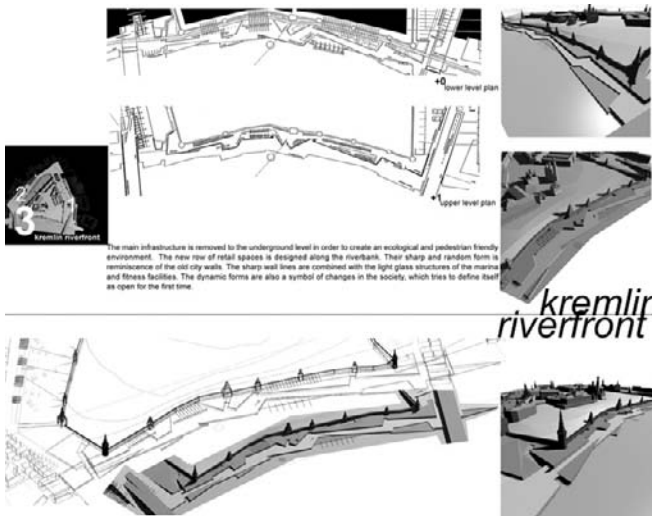 +0
lower level plan
+1
upper level plan
2
1
3
kremlin riverfront
The main infrastructure is removed to the underground level in order to create an ecological and pedestrian friendly
environment. The new row of retail spaces is designed along the riverbank. Their sharp and random form is
reminiscence of the old city walls. The sharp wall lines are combined with the light glass structures of the marina
and fitness facilities. The dynamic forms are also a symbol of changes in the society, which tries to define itself
as open for the first time.
kremlin
riverfront